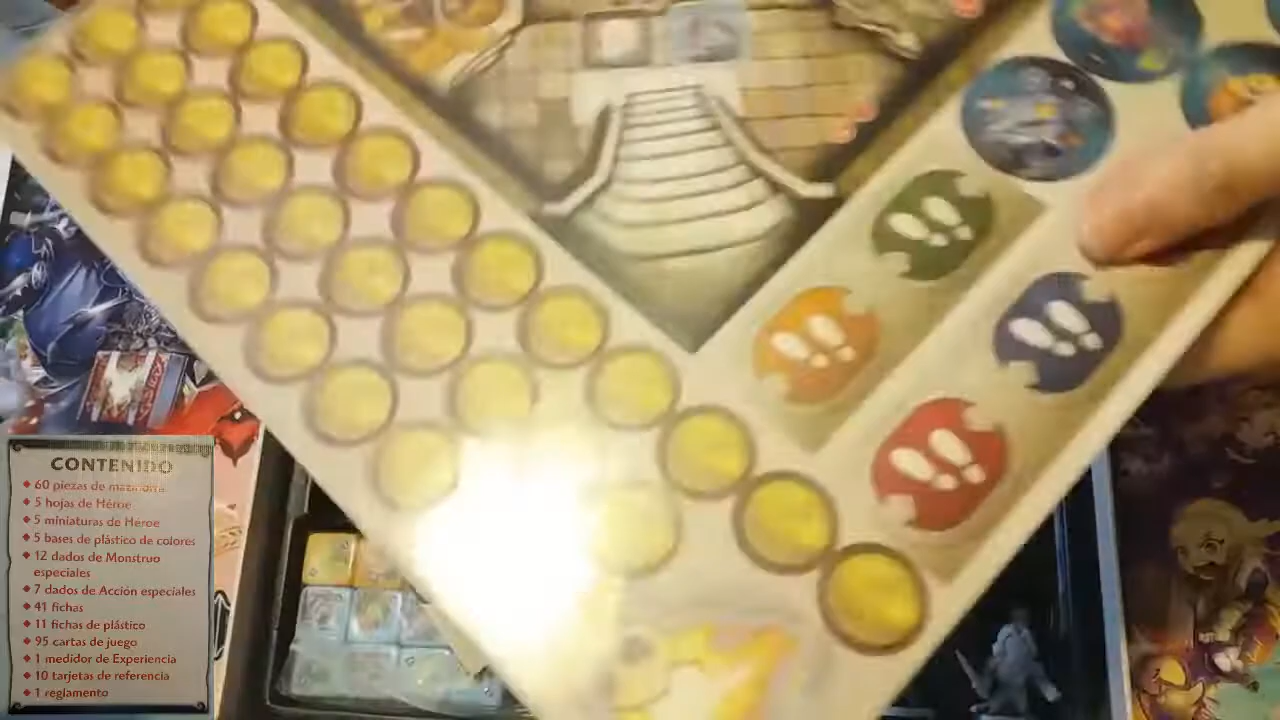 CONTENIDO
60 piezas de mazmorra
5 hojas de Héroe
5 miniaturas de Héroe
5 bases de plástico de colores
12 dados de Monstruo
especiales
7 dados de Acción especiales
41 fichas
11 fichas de plástico
95 cartas de juego
1 medidor de Experiencia
10 tarjetas de referencia
1 reglamento